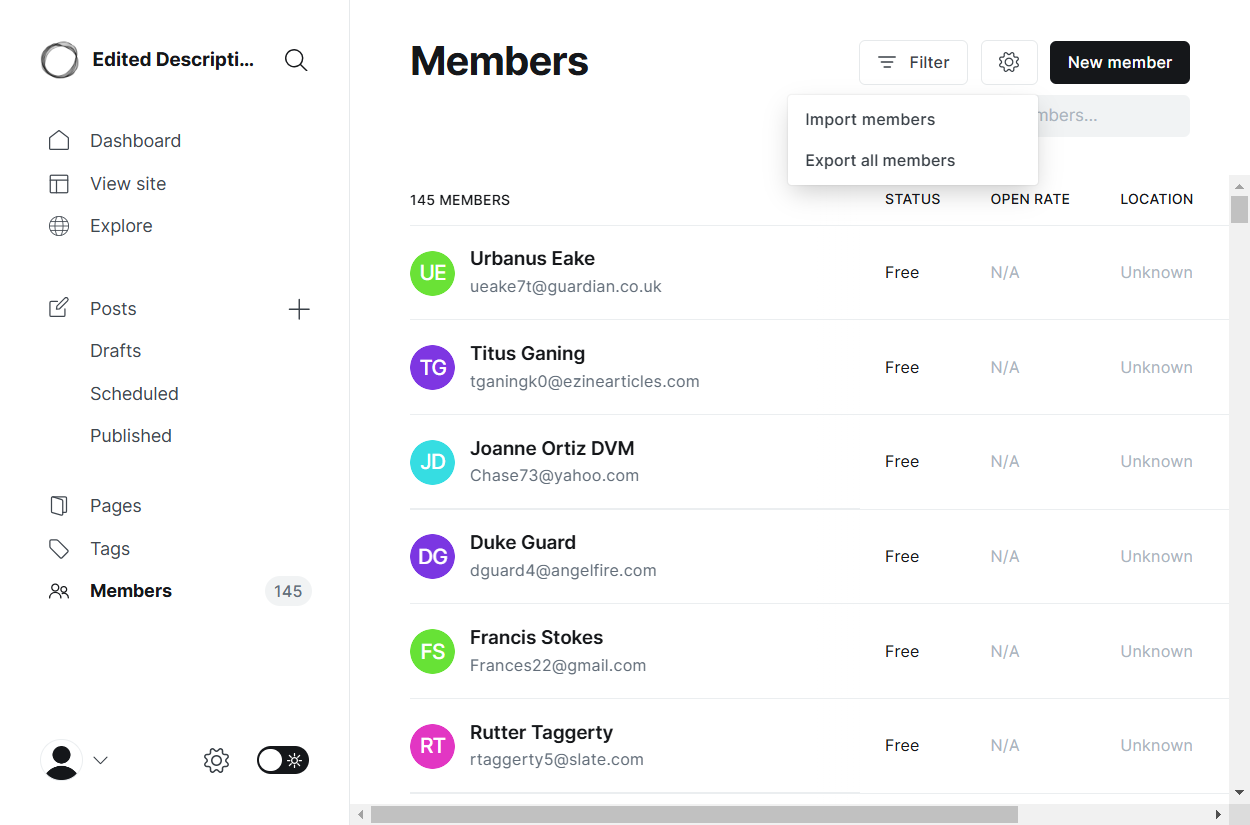 Edited Descripti...
Dashboard
View site
Explore
Posts
Drafts
Scheduled
Published
Pages
Tags
Members 145
Members
Filter
New member
Import members
Export all members
145 MEMBERS STATUS OPEN RATE LOCATION
UE Urbanus Eake
ueake7t@guardian.co.uk
Free N/A Unknown
TG Titus Ganing
tganingk0@ezinearticles.com
Free N/A Unknown
JD Joanne Ortiz DVM
Chase73@yahoo.com
Free N/A Unknown
DG Duke Guard
dguard4@angelfire.com
Free N/A Unknown
FS Francis Stokes
Frances22@gmail.com
Free N/A Unknown
RT Rutter Taggerty
rtaggerty5@slate.com
Free N/A Unknown